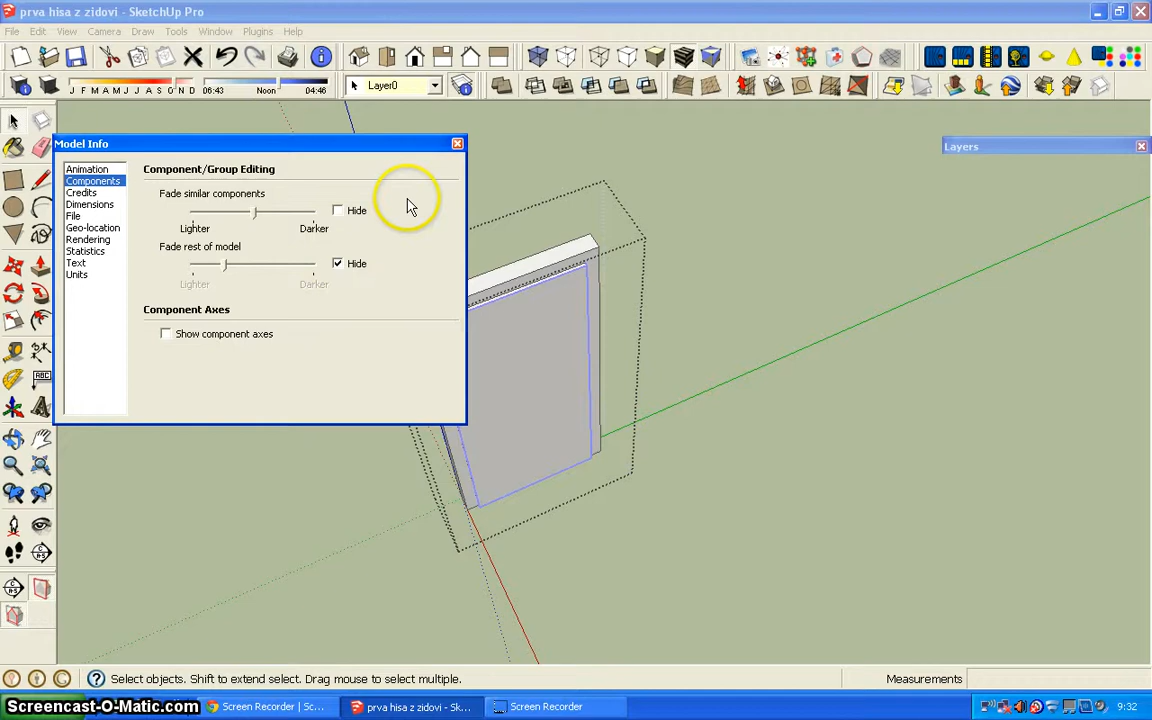 prva hisa z zidovi - SketchUp Pro
File Edit View Camera Draw Tools Window Plugins Help
J F M A M J J A S O N D 06:43 Noon 04:46 Layer0
Model Info
Layers
Animation
Components
Credits
Dimensions
File
Geo-location
Rendering
Statistics
Text
Units
Component/Group Editing
Fade similar components
Hide
Lighter Darker
Fade rest of model
Hide
Lighter Darker
Component Axes
Show component axes
ABC
Select objects. Shift to extend select. Drag mouse to select multiple.
Measurements
Screencast-O-Matic.com
Screen Recorder | Sc...
prva hisa z zidovi - Sk...
Screen Recorder
9:32